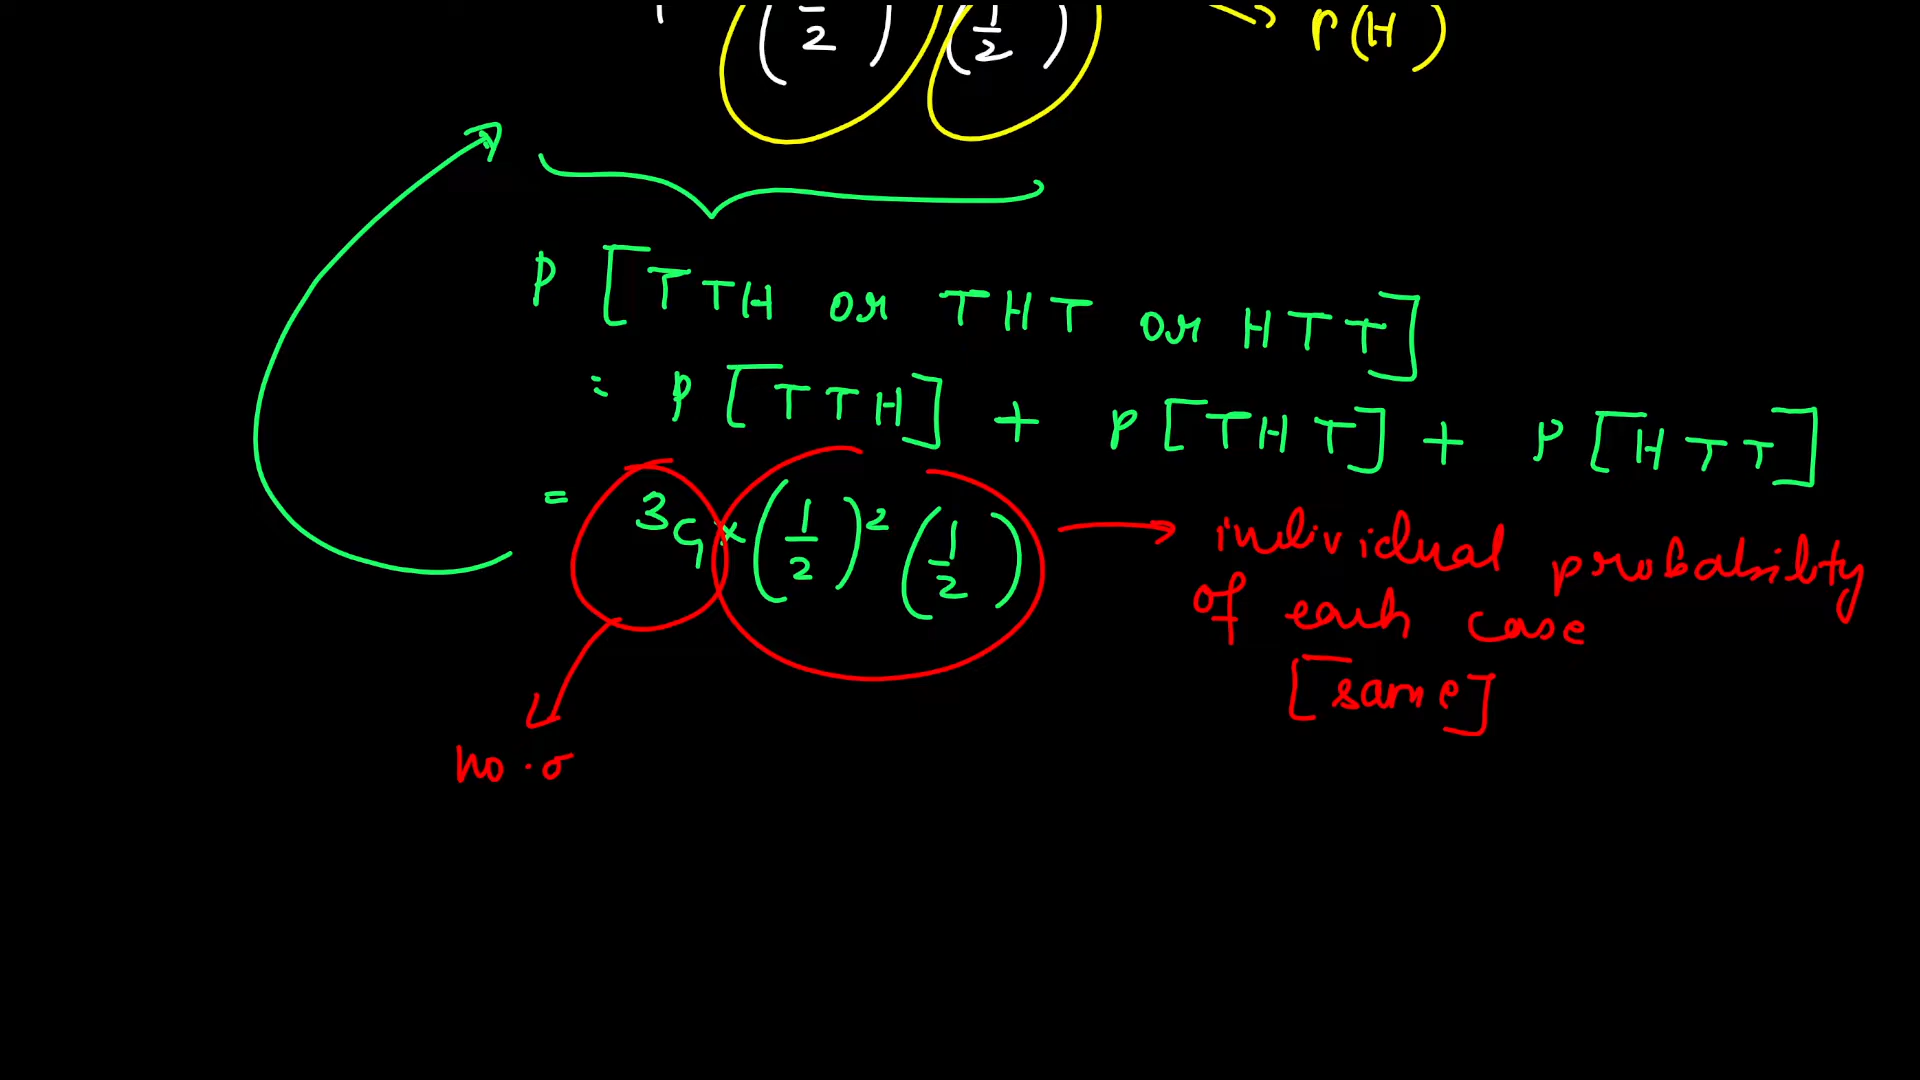 (1/2) (1/2) → P(H)
P [TTH or THT or HTT]
= P [TTH] + P [THT] + P [HTT]
= 3C1 × (1/2)² (1/2) → individual probability
of each case
[same]
no. o